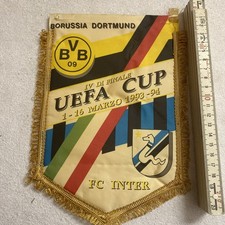 BORUSSIA DORTMUND
BVB
09
IV DI FINALE
UEFA CUP
1 - 16 MARZO 1993-94
FC INTER